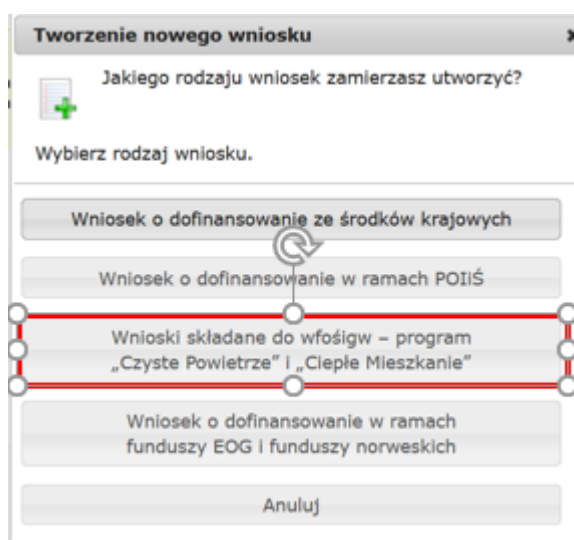 Tworzenie nowego wniosku x
Jakiego rodzaju wniosek zamierzasz utworzyć?
Wybierz rodzaj wniosku.
Wniosek o dofinansowanie ze środków krajowych
Wniosek o dofinansowanie w ramach POIiŚ
Wnioski składane do wfośigw – program
„Czyste Powietrze” i „Ciepłe Mieszkanie”
Wniosek o dofinansowanie w ramach
funduszy EOG i funduszy norweskich
Anuluj